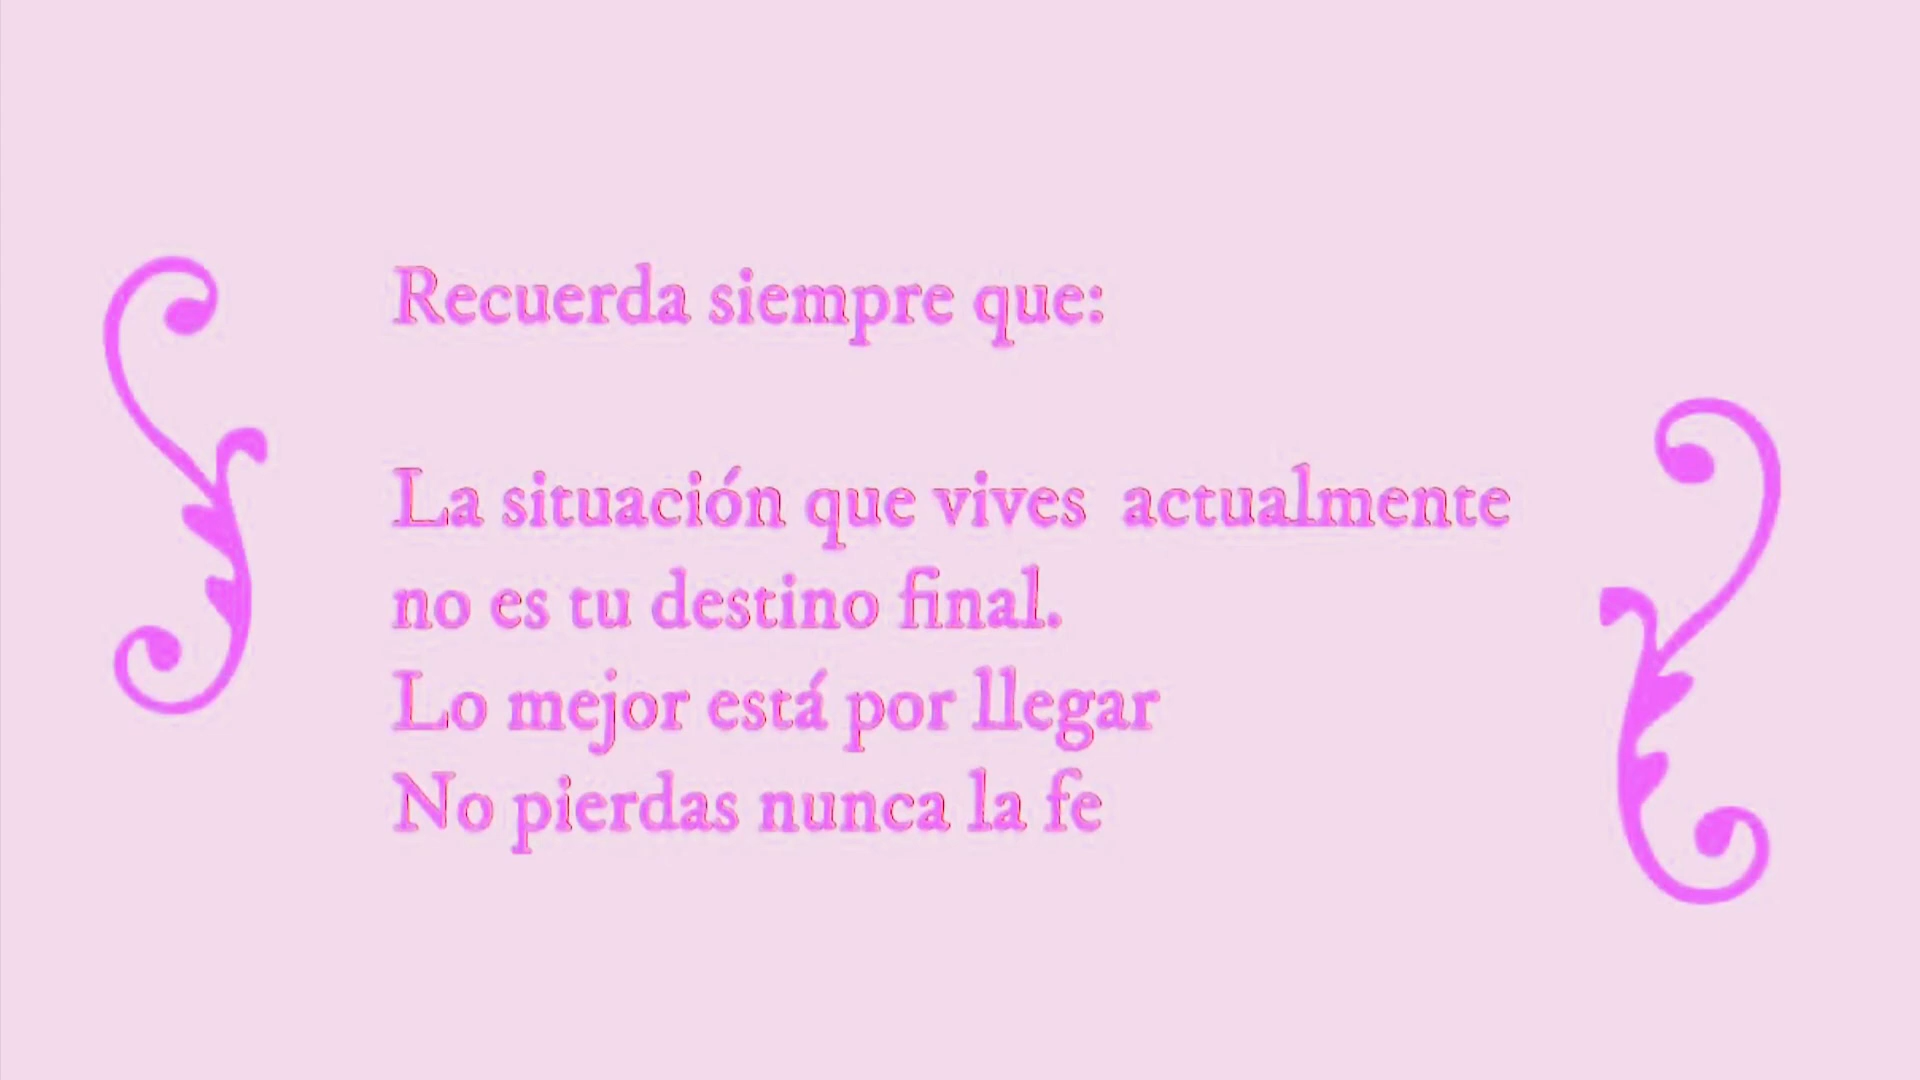 Recuerda siempre que:
La situación que vives actualmente
no es tu destino final.
Lo mejor está por llegar
No pierdas nunca la fe